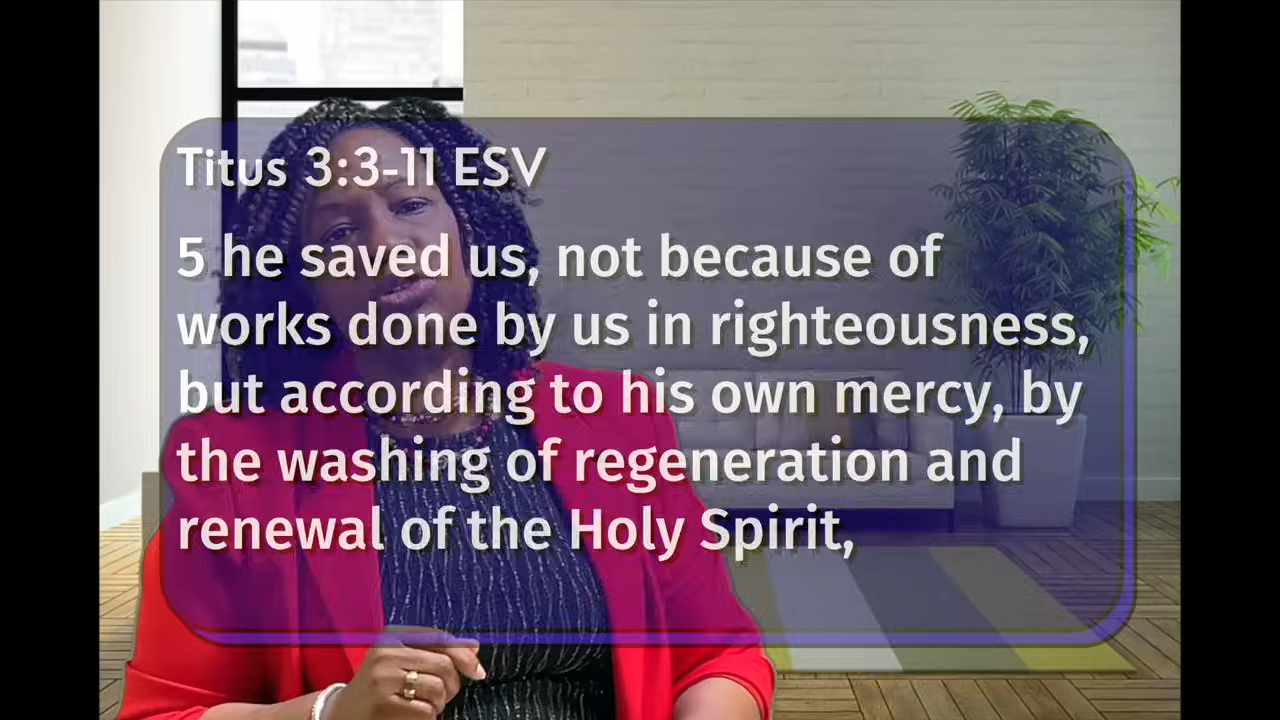 Titus 3:3-11 ESV
5 he saved us, not because of
works done by us in righteousness,
but according to his own mercy, by
the washing of regeneration and
renewal of the Holy Spirit,